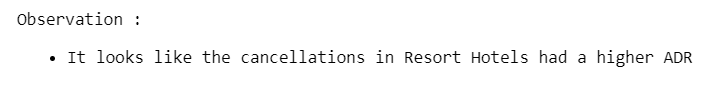 Observation :
• It looks like the cancellations in Resort Hotels had a higher ADR